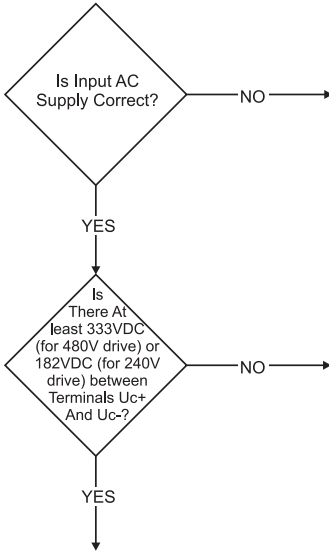 Is Input AC
Supply Correct?
NO
YES
Is
There At
least 333VDC
(for 480V drive) or
182VDC (for 240V
drive) between
Terminals Uc+
And Uc-?
NO
YES